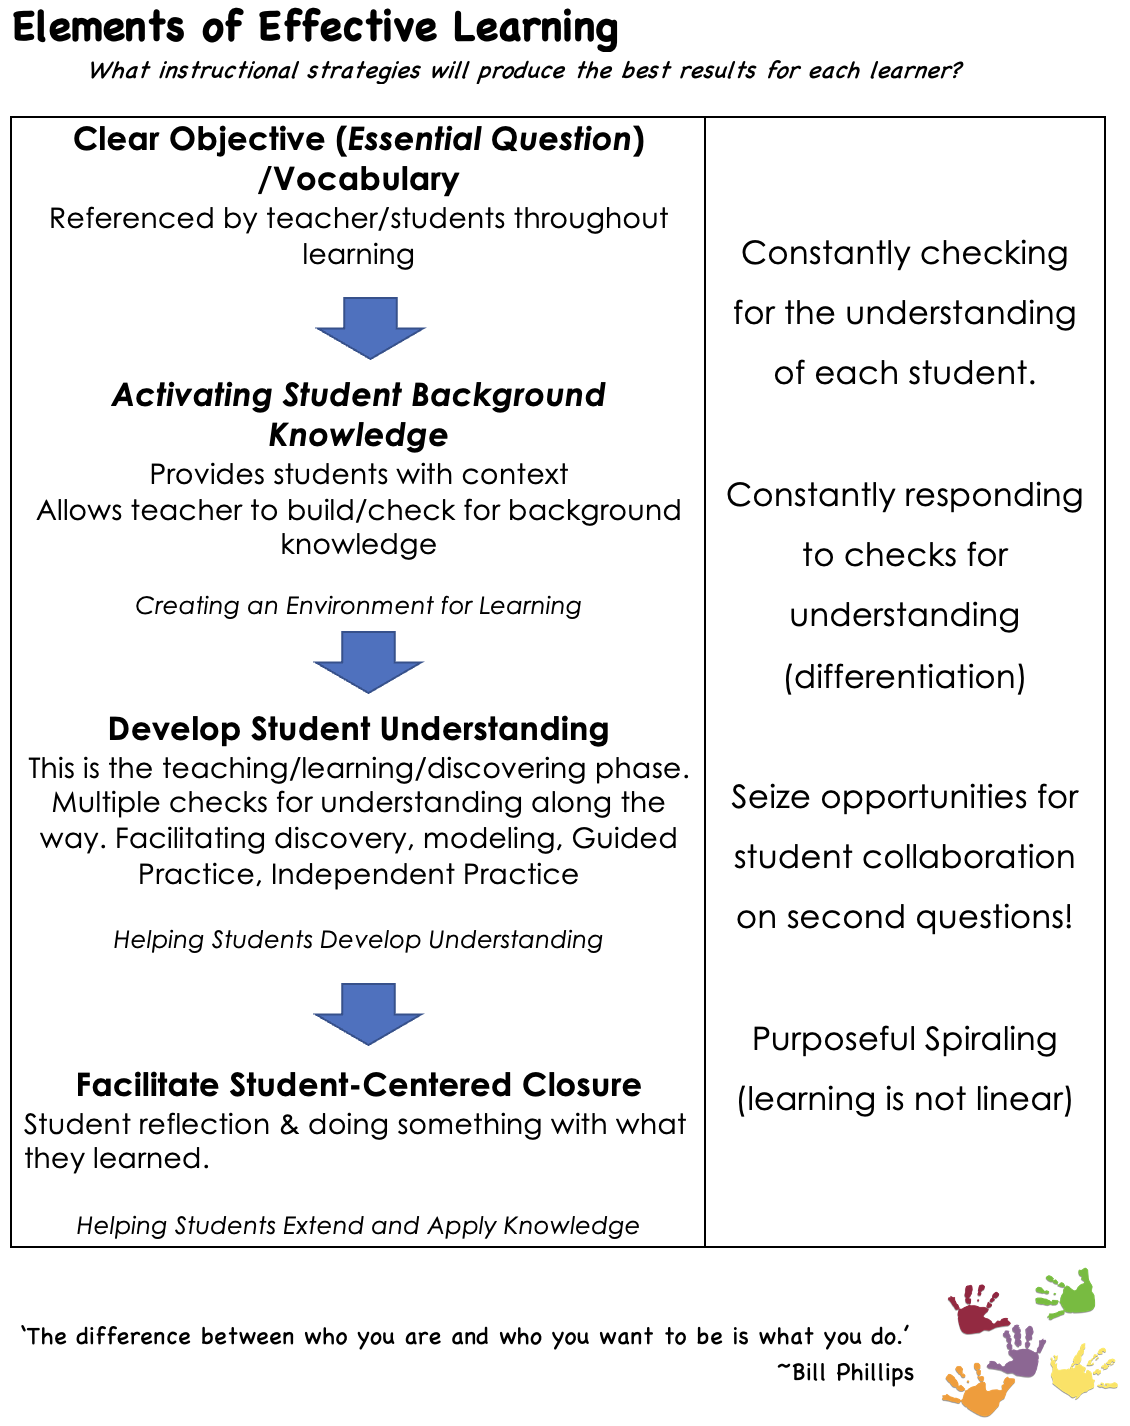 Elements of Effective Learning
What instructional strategies will produce the best results for each learner?
Clear Objective (Essential Question)
/Vocabulary
Referenced by teacher/students throughout
learning
Activating Student Background
Knowledge
Provides students with context
Allows teacher to build/check for background
knowledge
Creating an Environment for Learning
Develop Student Understanding
This is the teaching/learning/discovering phase.
Multiple checks for understanding along the
way. Facilitating discovery, modeling, Guided
Practice, Independent Practice
Helping Students Develop Understanding
Facilitate Student-Centered Closure
Student reflection & doing something with what
they learned.
Helping Students Extend and Apply Knowledge
Constantly checking
for the understanding
of each student.
Constantly responding
to checks for
understanding
(differentiation)
Seize opportunities for
student collaboration
on second questions!
Purposeful Spiraling
(learning is not linear)
‘The difference between who you are and who you want to be is what you do.’
~Bill Phillips